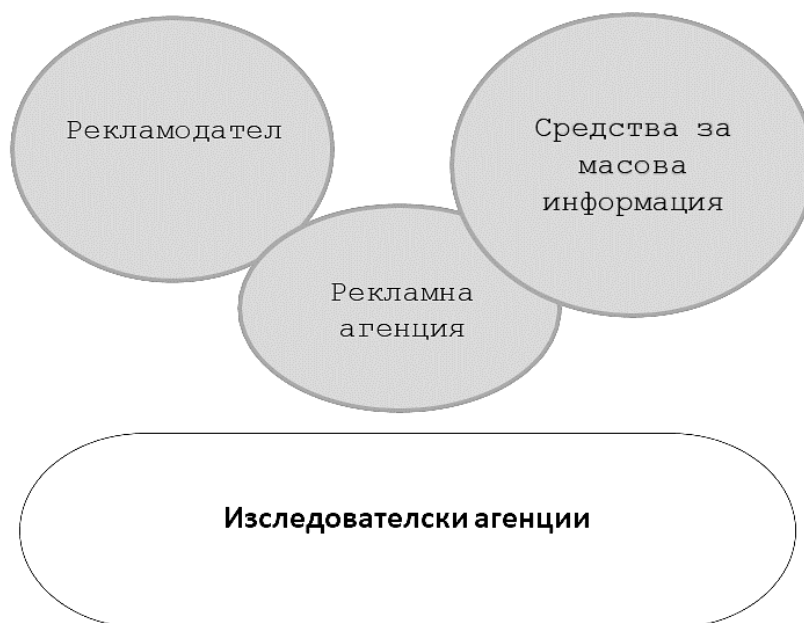 Рекламодател
Средства за
масова
информация
Рекламна
агенция
Изследователски агенции